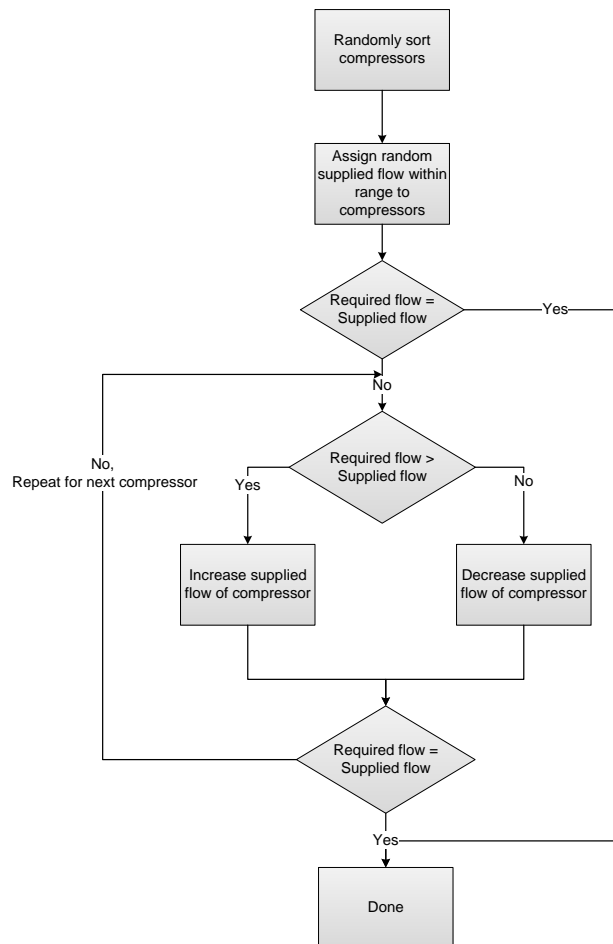 Randomly sort
compressors
Assign random
supplied flow within
range to
compressors
Required flow =
Supplied flow
Yes
No
Required flow >
Supplied flow
No,
Repeat for next compressor
Yes
No
Increase supplied
flow of compressor
Decrease supplied
flow of compressor
Required flow =
Supplied flow
Yes
Done